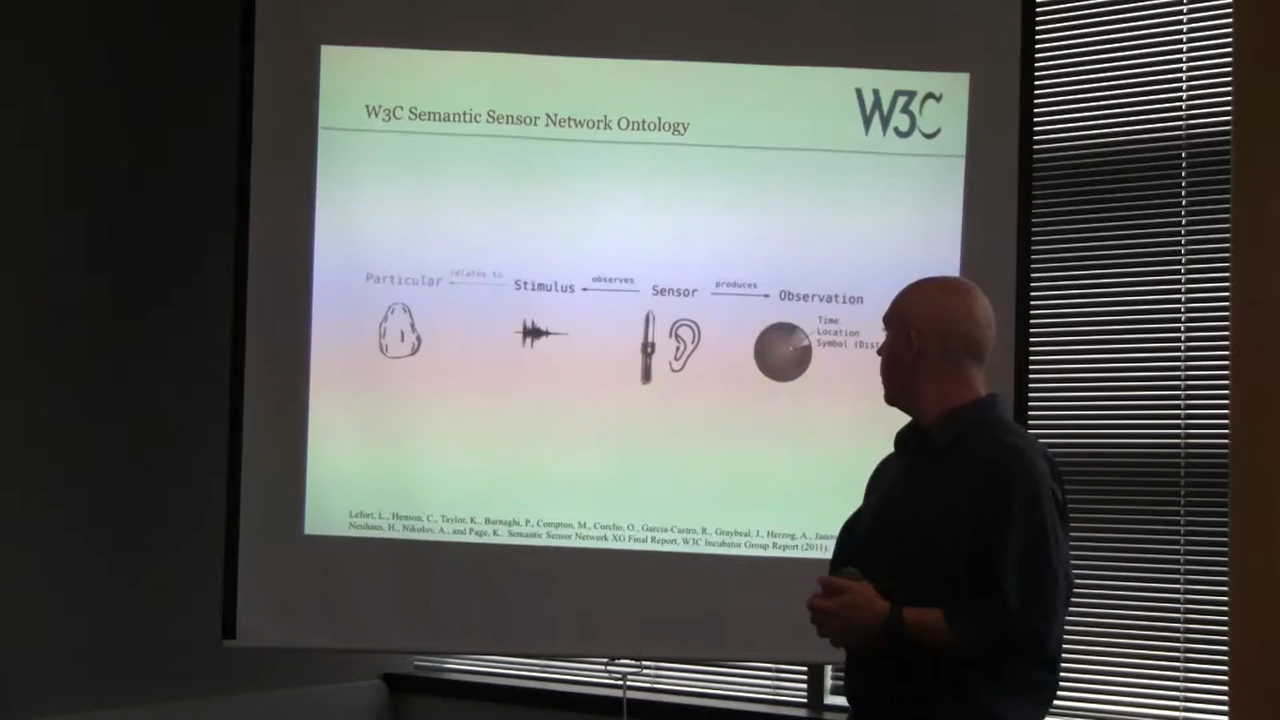 W3C
W3C Semantic Sensor Network Ontology
Particular
relates to
Stimulus
observes
Sensor
produces
Observation
Time
Location
Symbol
Lefort, L., Henson, C., Taylor, K., Barnaghi, P., Compton, M., Corcho, O., Garcia-Castro, R., Graybeal, J., Herzog, A.,
Neuhaus, H., Nikolov, A., and Page, K.. Semantic Sensor Network XG Final Report, W3C Incubator Group Report (2011).